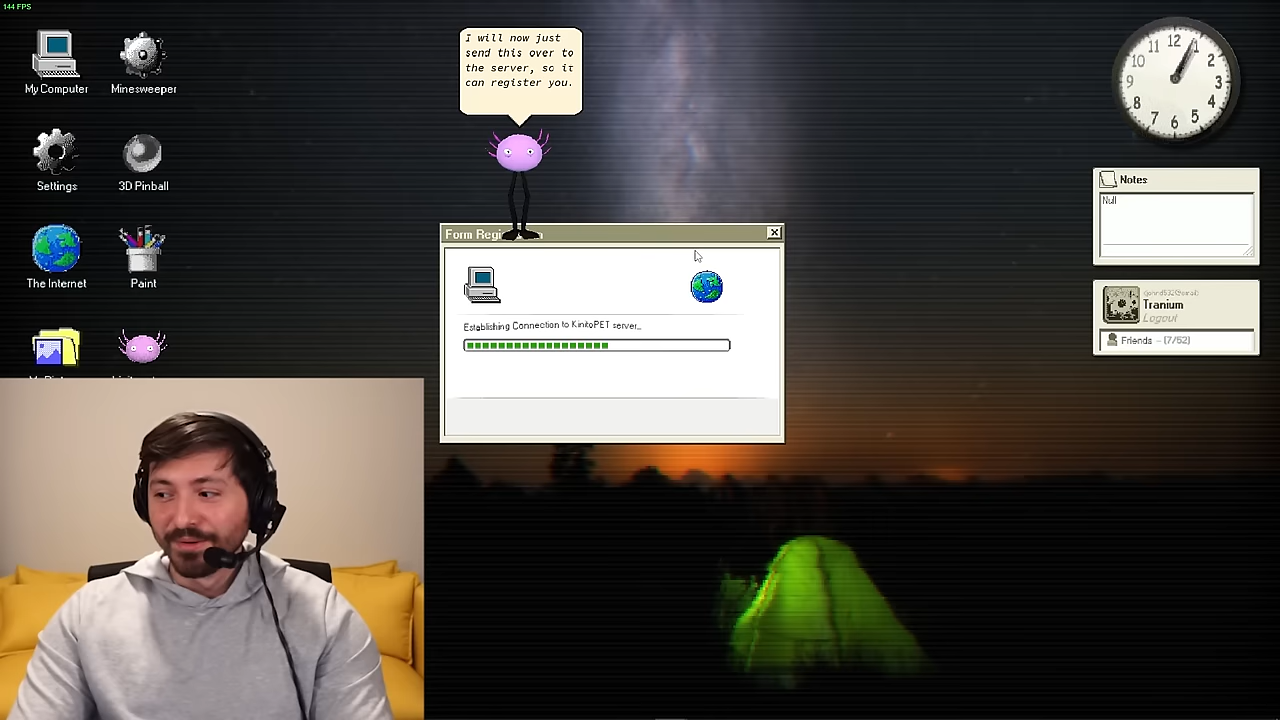 144 FPS
My Computer
Minesweeper
Settings
3D Pinball
The Internet
Paint
I will now just
send this over to
the server, so it
can register you.
Form Regi
Establishing Connection to KinitoPET server...
12
1
2
3
4
5
6
7
8
9
10
11
Notes
Null
Tranium
Logout
Friends - (7/52)